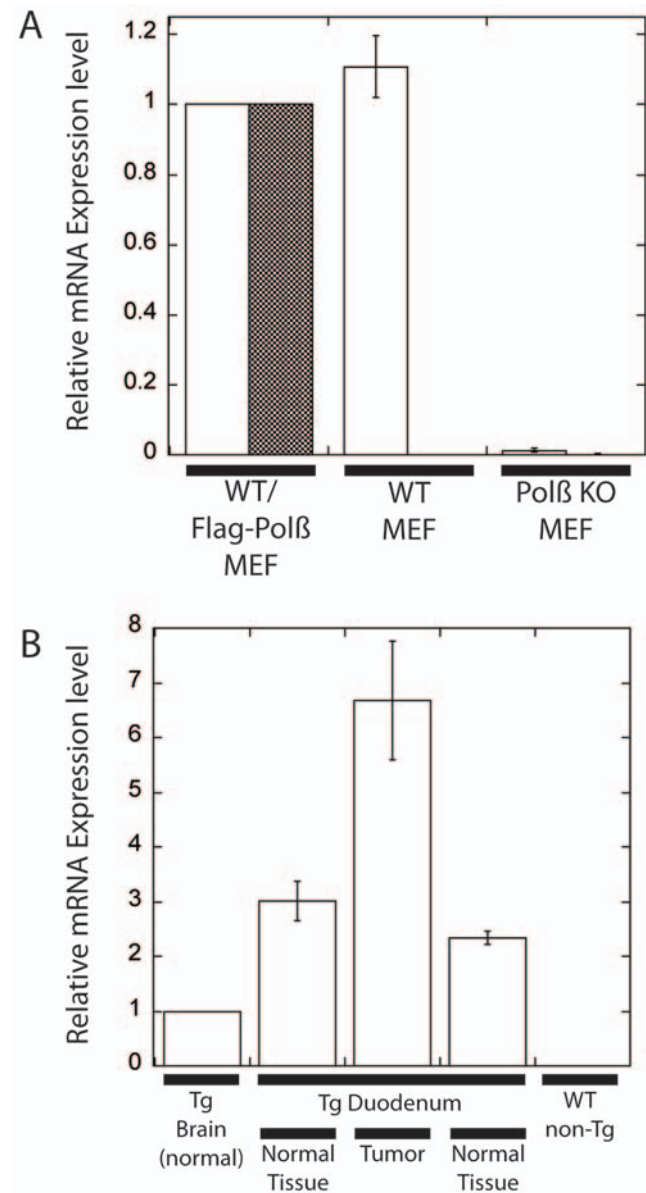 A
Relative mRNA Expression level
1.2
1
0.8
0.6
0.4
0.2
0
WT/
Flag-Polß
MEF
WT
MEF
Polß KO
MEF
B
Relative mRNA Expression level
8
7
6
5
4
3
2
1
0
Tg
Brain
(normal)
Tg Duodenum
Normal
Tissue
Tumor
Normal
Tissue
WT
non-Tg